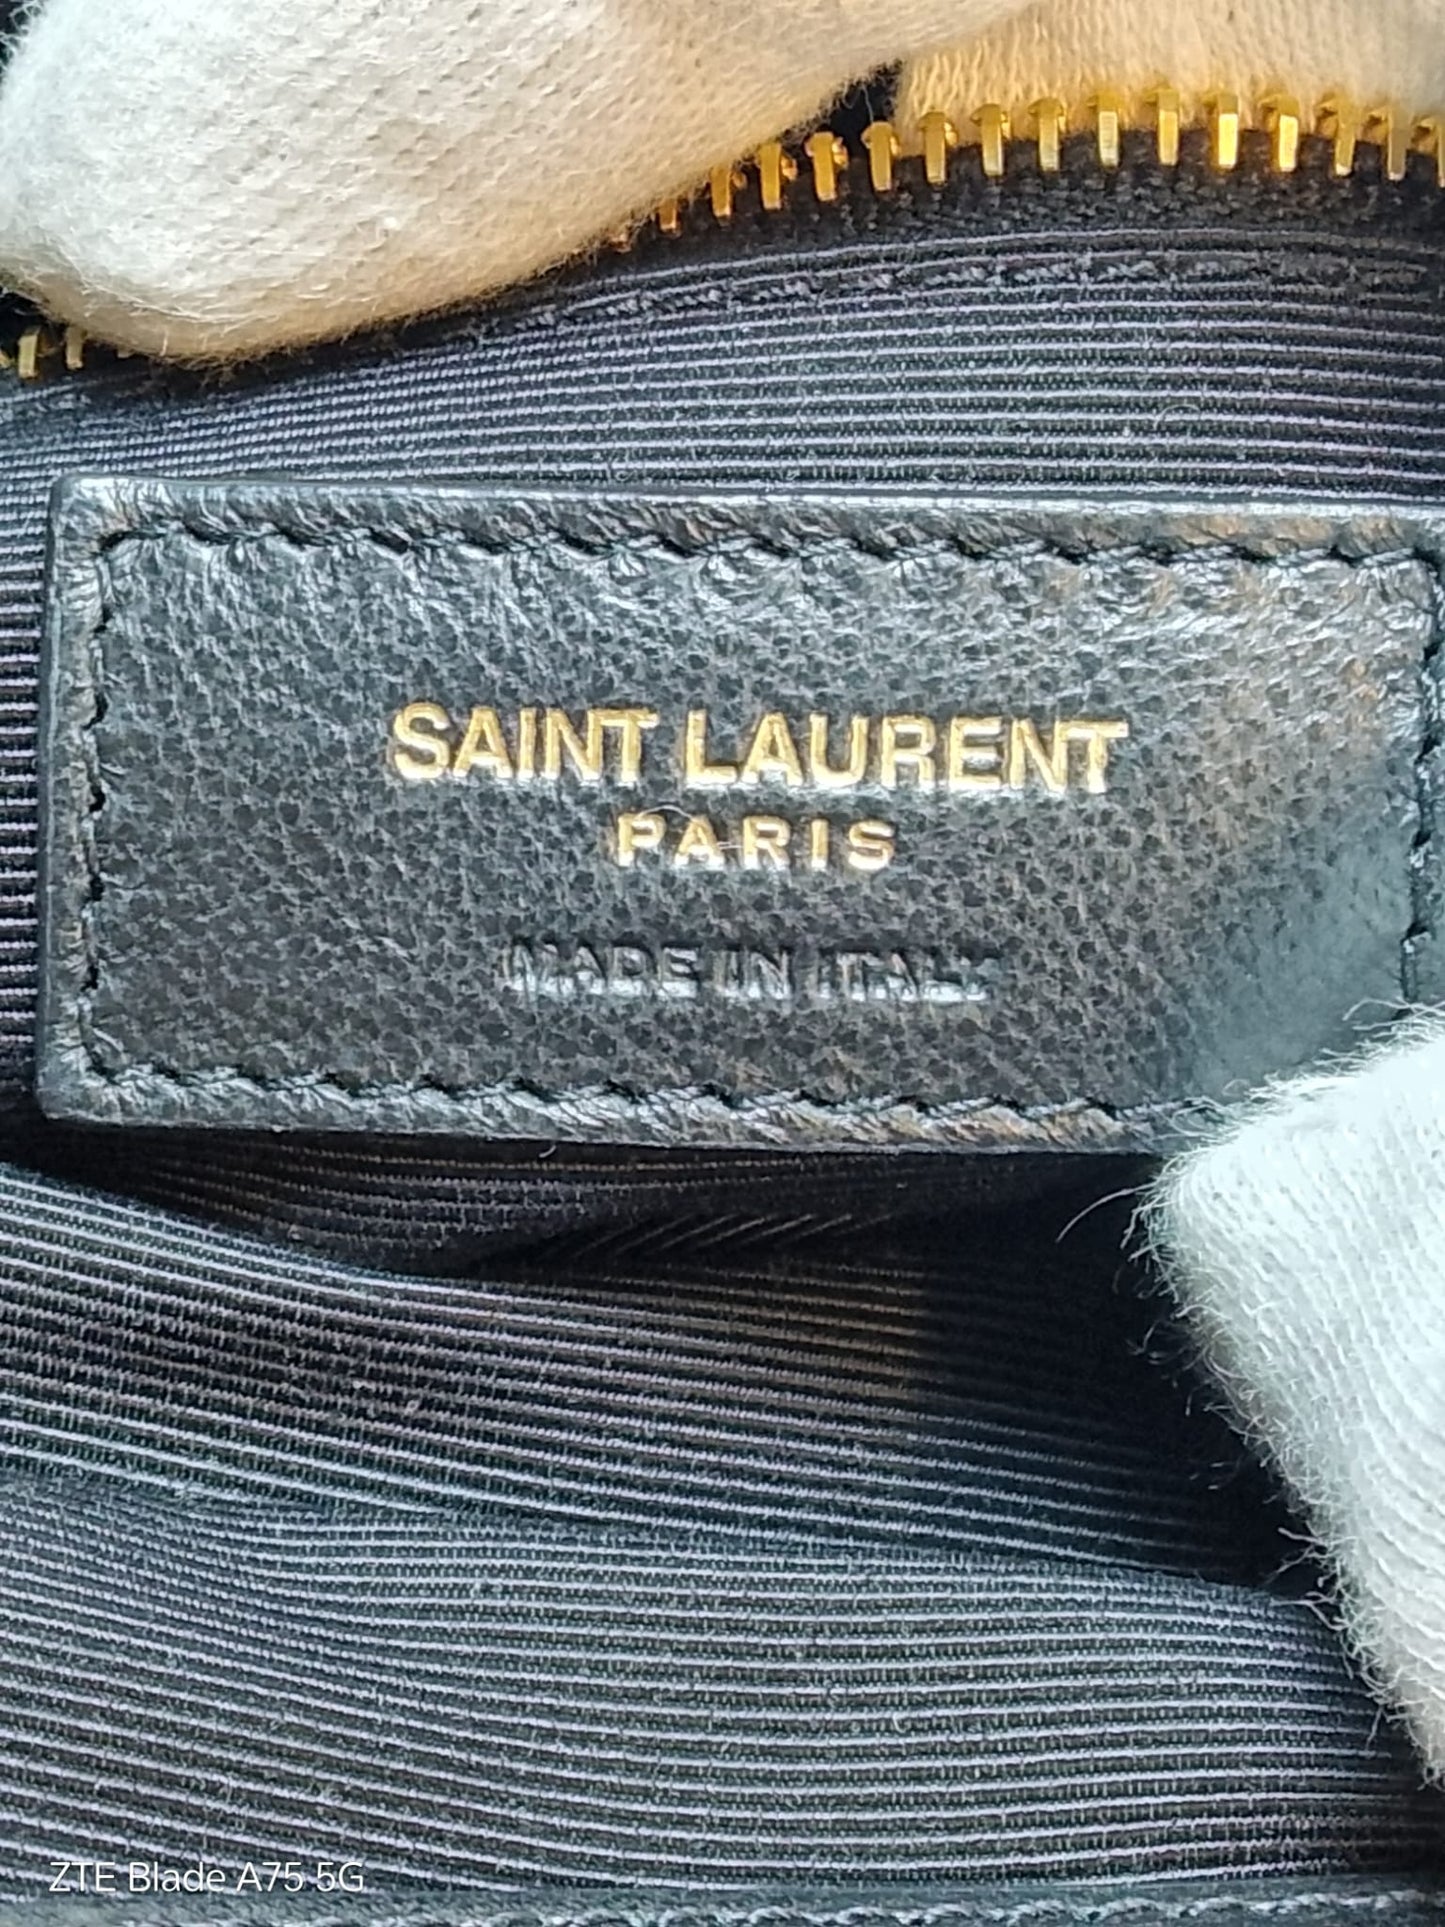 SAINT LAURENT
PARIS
MADE IN ITALY
ZTE Blade A75 5G